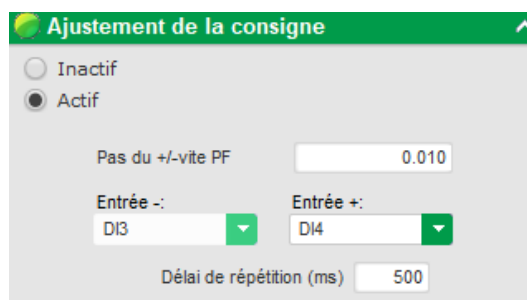 Ajustement de la consigne
Inactif
Actif
Pas du +/-vite PF 0.010
Entrée -: Entrée +:
DI3 DI4
Délai de répétition (ms) 500